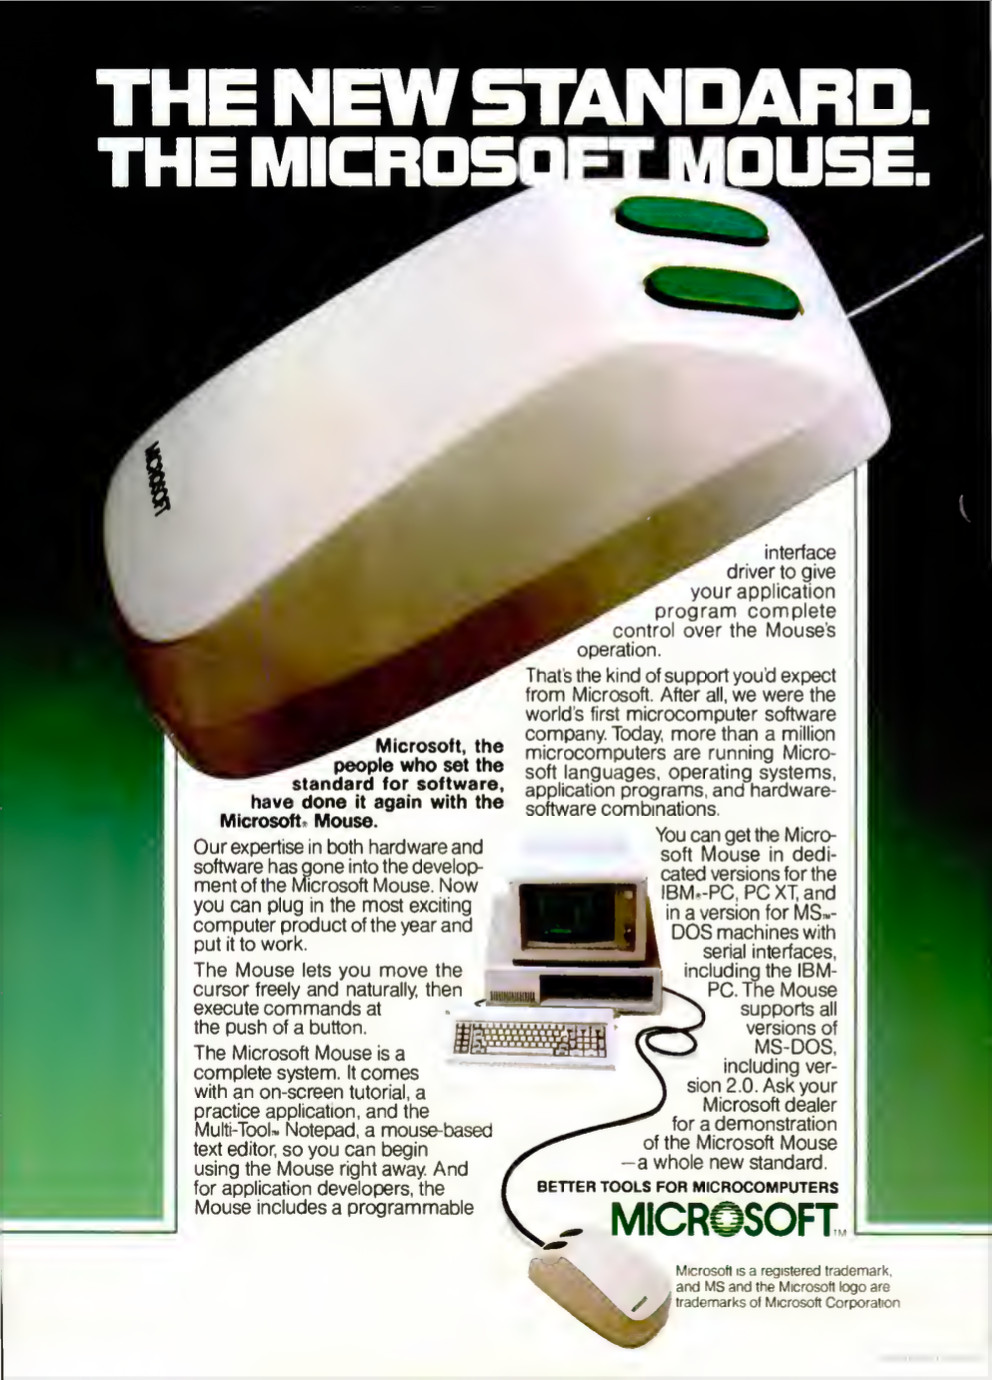 THE NEW STANDARD.
THE MICROSOFT MOUSE.
MICROSOFT
Microsoft, the
people who set the
standard for software,
have done it again with the
Microsoft® Mouse.
Our expertise in both hardware and
software has gone into the develop-
ment of the Microsoft Mouse. Now
you can plug in the most exciting
computer product of the year and
put it to work.
The Mouse lets you move the
cursor freely and naturally, then
execute commands at
the push of a button.
The Microsoft Mouse is a
complete system. It comes
with an on-screen tutorial, a
practice application, and the
Multi-Tool™ Notepad, a mouse-based
text editor, so you can begin
using the Mouse right away. And
for application developers, the
Mouse includes a programmable
interface
driver to give
your application
program complete
control over the Mouse's
operation.
That's the kind of support you'd expect
from Microsoft. After all, we were the
world's first microcomputer software
company. Today, more than a million
microcomputers are running Micro-
soft languages, operating systems,
application programs, and hardware-
software combinations.
You can get the Micro-
soft Mouse in dedi-
cated versions for the
IBM®-PC, PC XT, and
in a version for MS™-
DOS machines with
serial interfaces,
including the IBM-
PC. The Mouse
supports all
versions of
MS-DOS,
including ver-
sion 2.0. Ask your
Microsoft dealer
for a demonstration
of the Microsoft Mouse
—a whole new standard.
BETTER TOOLS FOR MICROCOMPUTERS
MICROSOFT™
MICROSOFT
Microsoft is a registered trademark,
and MS and the Microsoft logo are
trademarks of Microsoft Corporation